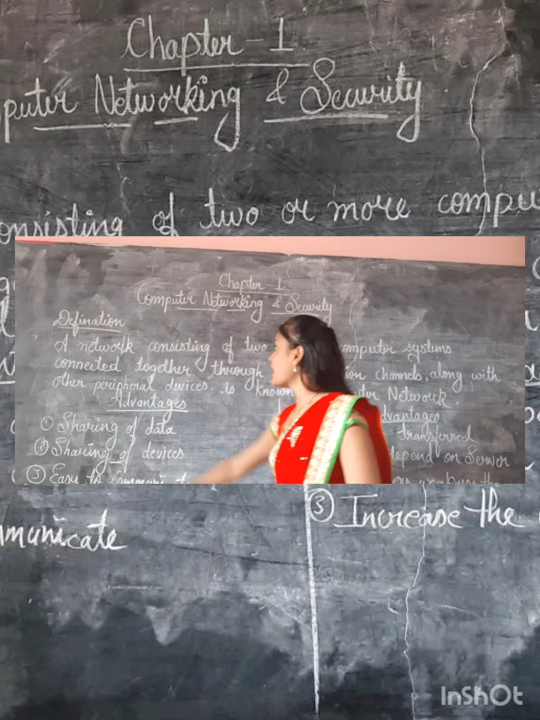 Chapter - 1
puter Networking & Security
onsisting of two or more compu
Chapter 1
Computer Networking & Security
Defination
A network consisting of two omputer systems
connected together through channels, along with
other peripheral devices. is known Network.
Advantages
dvantages
① Sharing of data
transferred
② Sharing of devices
depend on Server
③ Easy to
③ Increase the
municate
InShOt